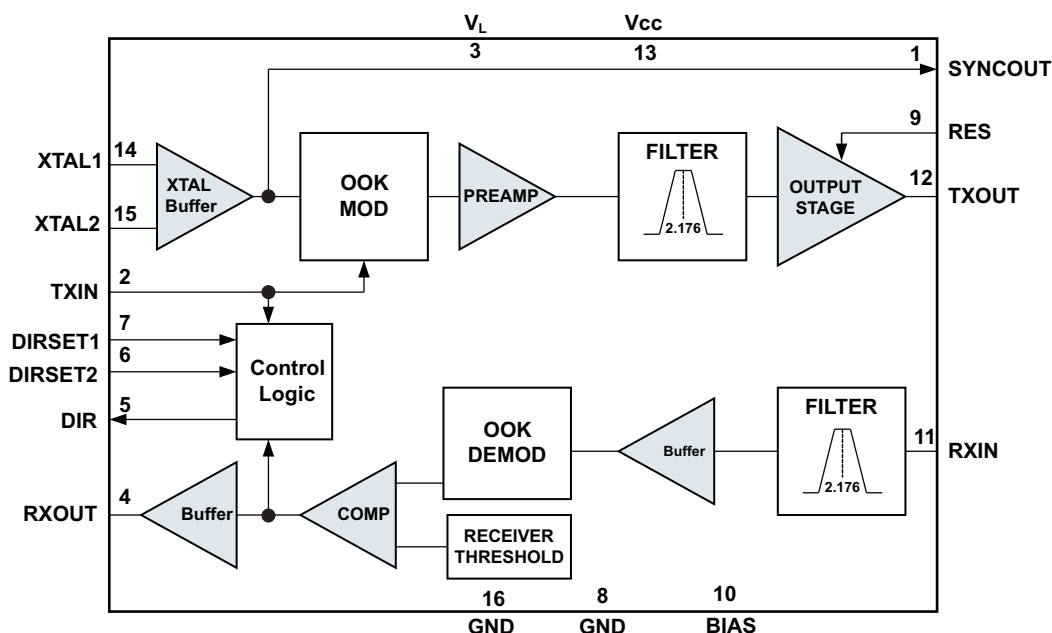 VL
Vcc
3
13
1
SYNCOUT
9
RES
XTAL1
14
XTAL
Buffer
OOK
MOD
PREAMP
FILTER
2.176
OUTPUT
STAGE
12
TXOUT
XTAL2
15
TXIN
2
DIRSET1
7
DIRSET2
6
DIR
5
Control
Logic
OOK
DEMOD
Buffer
FILTER
2.176
11
RXIN
RXOUT
4
Buffer
COMP
RECEIVER
THRESHOLD
16
8
10
GND
GND
BIAS